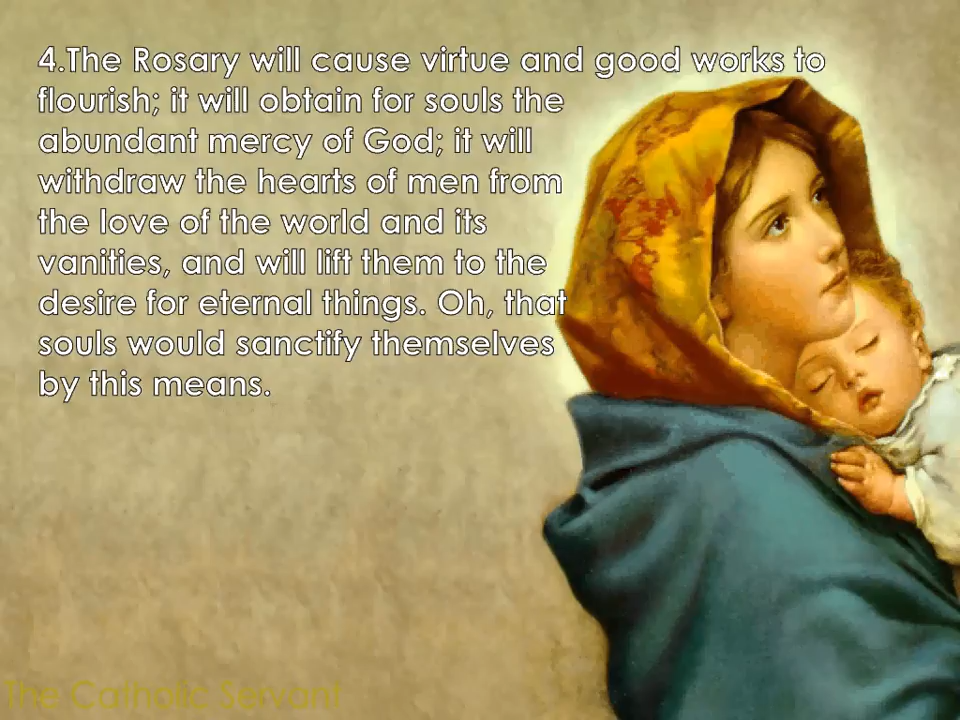 4.The Rosary will cause virtue and good works to
flourish; it will obtain for souls the
abundant mercy of God; it will
withdraw the hearts of men from
the love of the world and its
vanities, and will lift them to the
desire for eternal things. Oh, that
souls would sanctify themselves
by this means.
The Catholic Servant